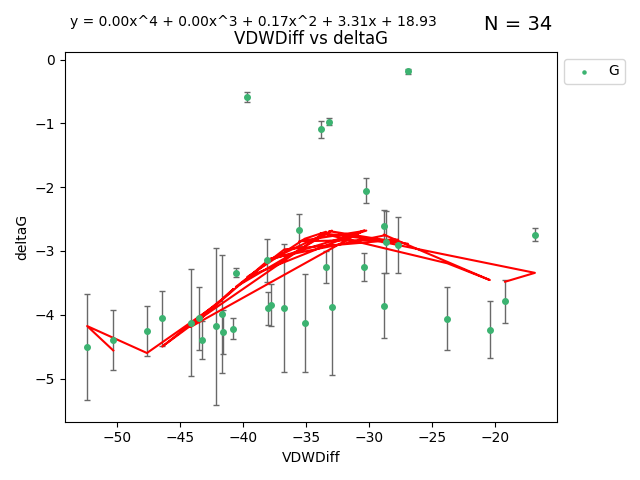 y = 0.00x^4 + 0.00x^3 + 0.17x^2 + 3.31x + 18.93
N = 34
VDWDiff vs deltaG
G
0
−1
−2
−3
−4
−5
deltaG
−50
−45
−40
−35
−30
−25
−20
VDWDiff